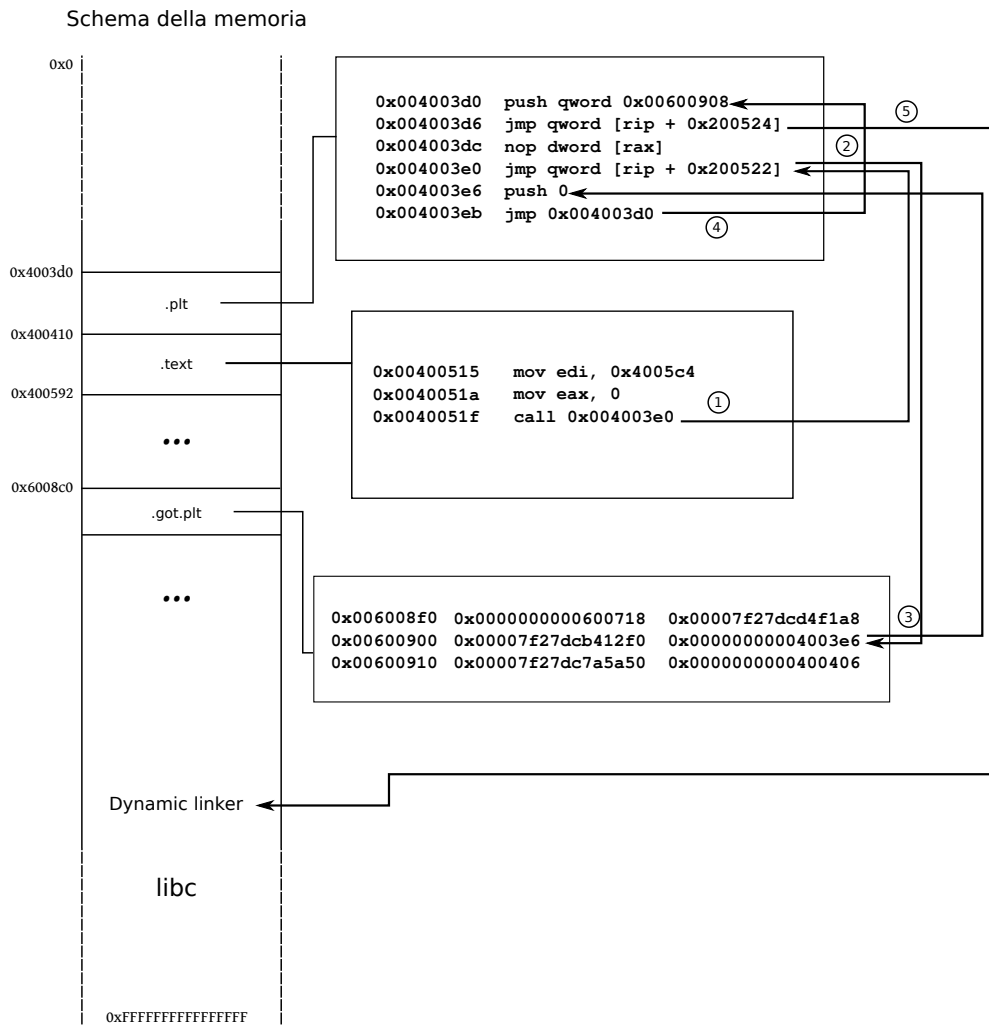 Schema della memoria
0x0
0x004003d0 push qword 0x00600908
0x004003d6 jmp qword [rip + 0x200524]
0x004003dc nop dword [rax]
0x004003e0 jmp qword [rip + 0x200522]
0x004003e6 push 0
0x004003eb jmp 0x004003d0
5
2
4
0x4003d0
.plt
0x400410
.text
0x400592
0x00400515 mov edi, 0x4005c4
0x0040051a mov eax, 0
0x0040051f call 0x004003e0
1
...
0x6008c0
.got.plt
...
0x006008f0 0x0000000000600718 0x00007f27dcd4f1a8
0x00600900 0x00007f27dcb412f0 0x00000000004003e6
0x00600910 0x00007f27dc7a5a50 0x0000000000400406
3
Dynamic linker
libc
0xFFFFFFFFFFFFFFFF